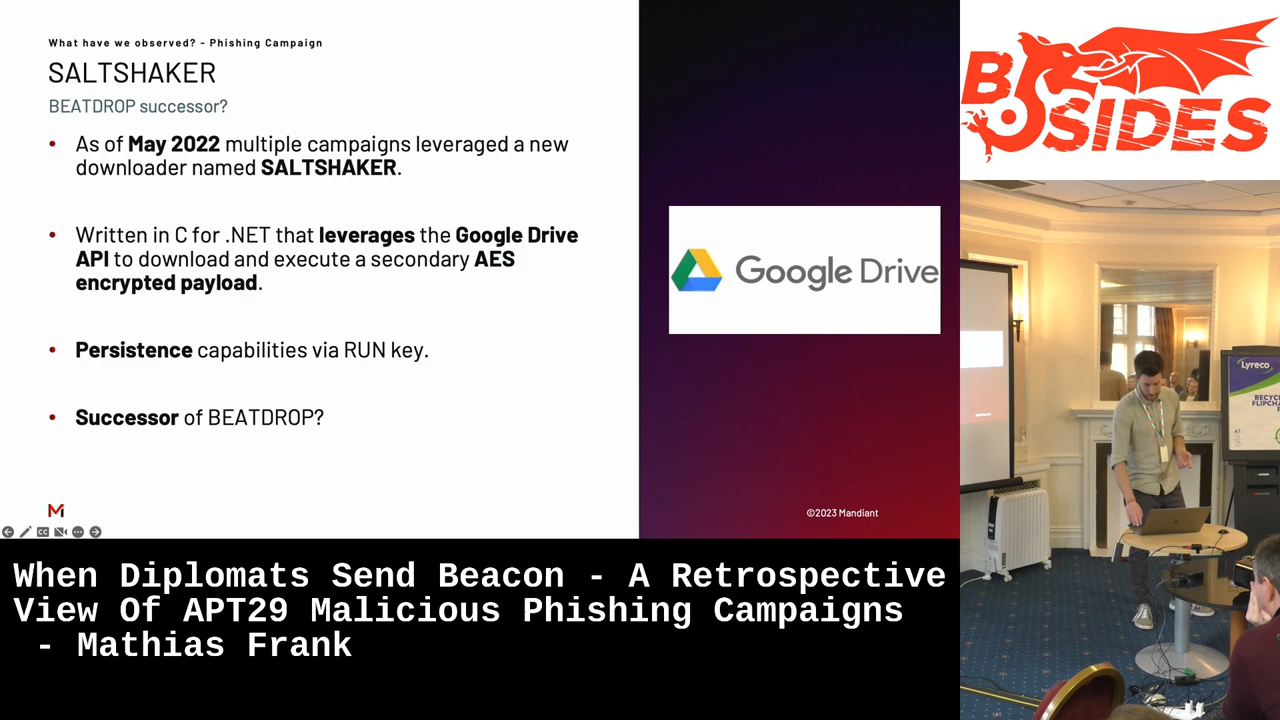 What have we observed? - Phishing Campaign
SALTSHAKER
BEATDROP successor?
• As of May 2022 multiple campaigns leveraged a new
downloader named SALTSHAKER.
• Written in C for .NET that leverages the Google Drive
API to download and execute a secondary AES
encrypted payload.
• Persistence capabilities via RUN key.
• Successor of BEATDROP?
Google Drive
©2023 Mandiant
BSIDES
Lyreco
RECYC
FLIPCHA
A1
When Diplomats Send Beacon - A Retrospective
View Of APT29 Malicious Phishing Campaigns
- Mathias Frank